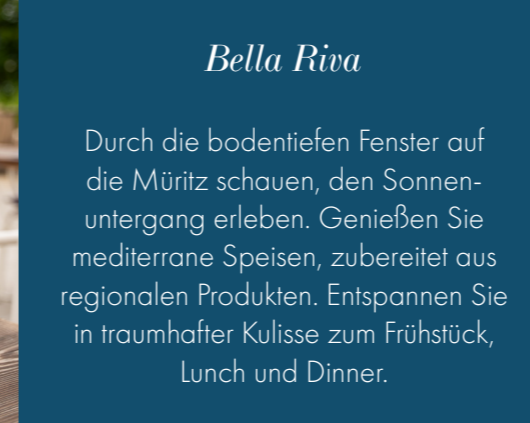 Bella Riva
Durch die bodentiefen Fenster auf
die Müritz schauen, den Sonnen-
untergang erleben. Genießen Sie
mediterrane Speisen, zubereitet aus
regionalen Produkten. Entspannen Sie
in traumhafter Kulisse zum Frühstück,
Lunch und Dinner.